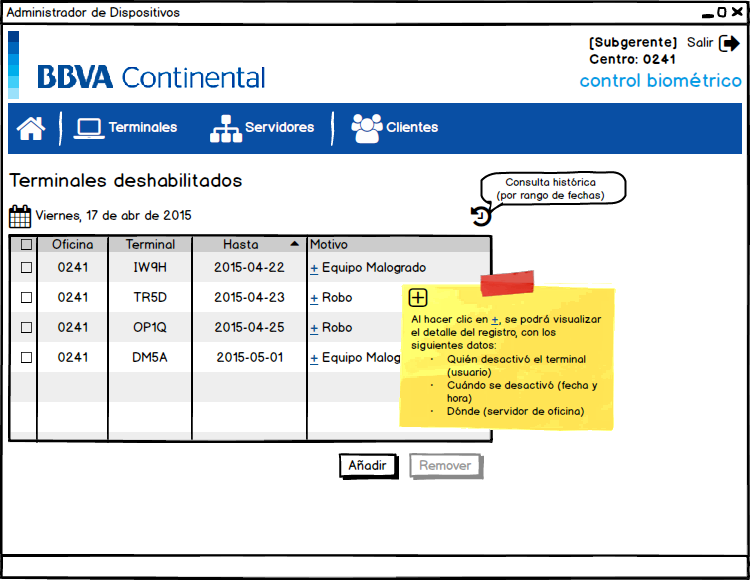 Administrador de Dispositivos
[Subgerente] Salir
Centro: 0241
BBVA Continental
control biométrico
Terminales
Servidores
Clientes
Terminales deshabilitados
Consulta histórica
(por rango de fechas)
Viernes, 17 de abr de 2015
Oficina Terminal Hasta Motivo
0241 IW9H 2015-04-22 + Equipo Malogrado
0241 TR5D 2015-04-23 + Robo
0241 OP1Q 2015-04-25 + Robo
0241 DM5A 2015-05-01 + Equipo Malog
Al hacer clic en +, se podrá visualizar
el detalle del registro, con los
siguientes datos:
· Quién desactivó el terminal
(usuario)
· Cuándo se desactivó (fecha y
hora)
· Dónde (servidor de oficina)
Añadir
Remover